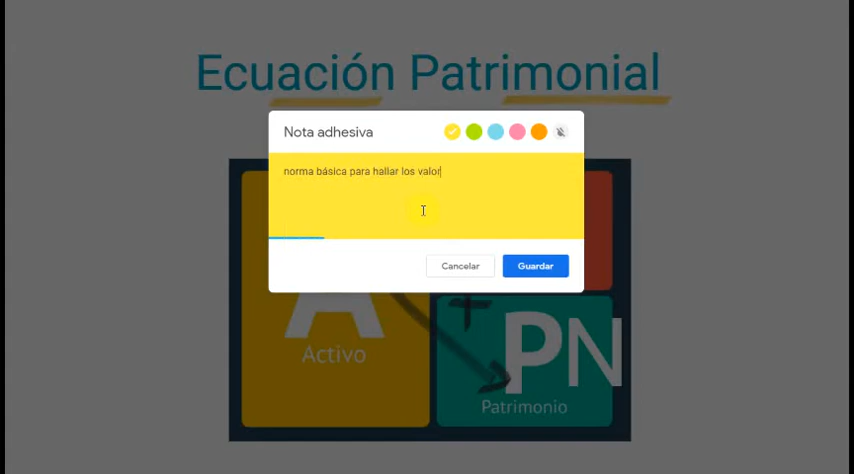 Ecuación Patrimonial
Nota adhesiva
norma básica para hallar los valor
Cancelar
Guardar
A
+
PN
Activo
Patrimonio